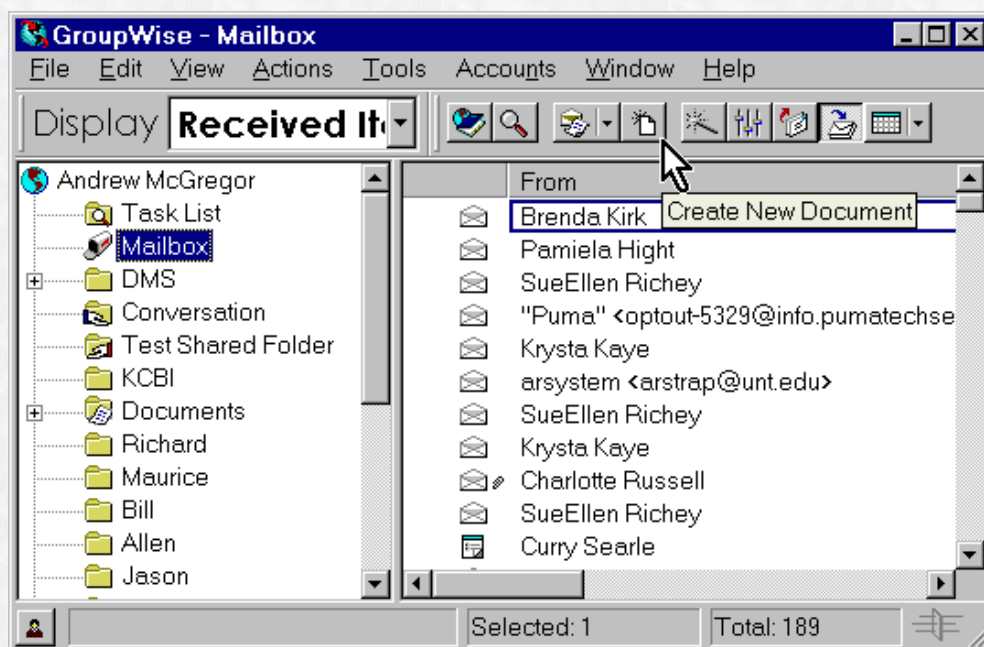 GroupWise - Mailbox
File Edit View Actions Tools Accounts Window Help
Display Received It
Andrew McGregor
Task List
Mailbox
DMS
Conversation
Test Shared Folder
KCBI
Documents
Richard
Maurice
Bill
Allen
Jason
From
Create New Document
Brenda Kirk
Pamiela Hight
SueEllen Richey
"Puma" <optout-5329@info.pumatechse
Krysta Kaye
arsystem <arstrap@unt.edu>
SueEllen Richey
Krysta Kaye
Charlotte Russell
SueEllen Richey
Curry Searle
Selected: 1 Total: 189